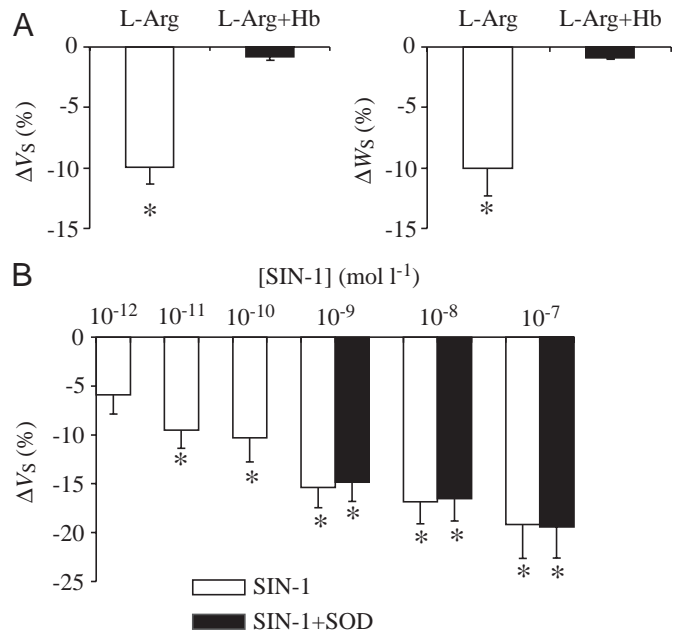 A
L-Arg L-Arg+Hb L-Arg L-Arg+Hb
0 0
-5 -5
-10 -10
-15 -15
ΔVS (%) ΔWS (%)
* *
B
[SIN-1] (mol l⁻¹)
10⁻¹² 10⁻¹¹ 10⁻¹⁰ 10⁻⁹ 10⁻⁸ 10⁻⁷
0
-5
-10
-15
-20
-25
ΔVS (%)
* * * * * * * *
SIN-1
SIN-1+SOD